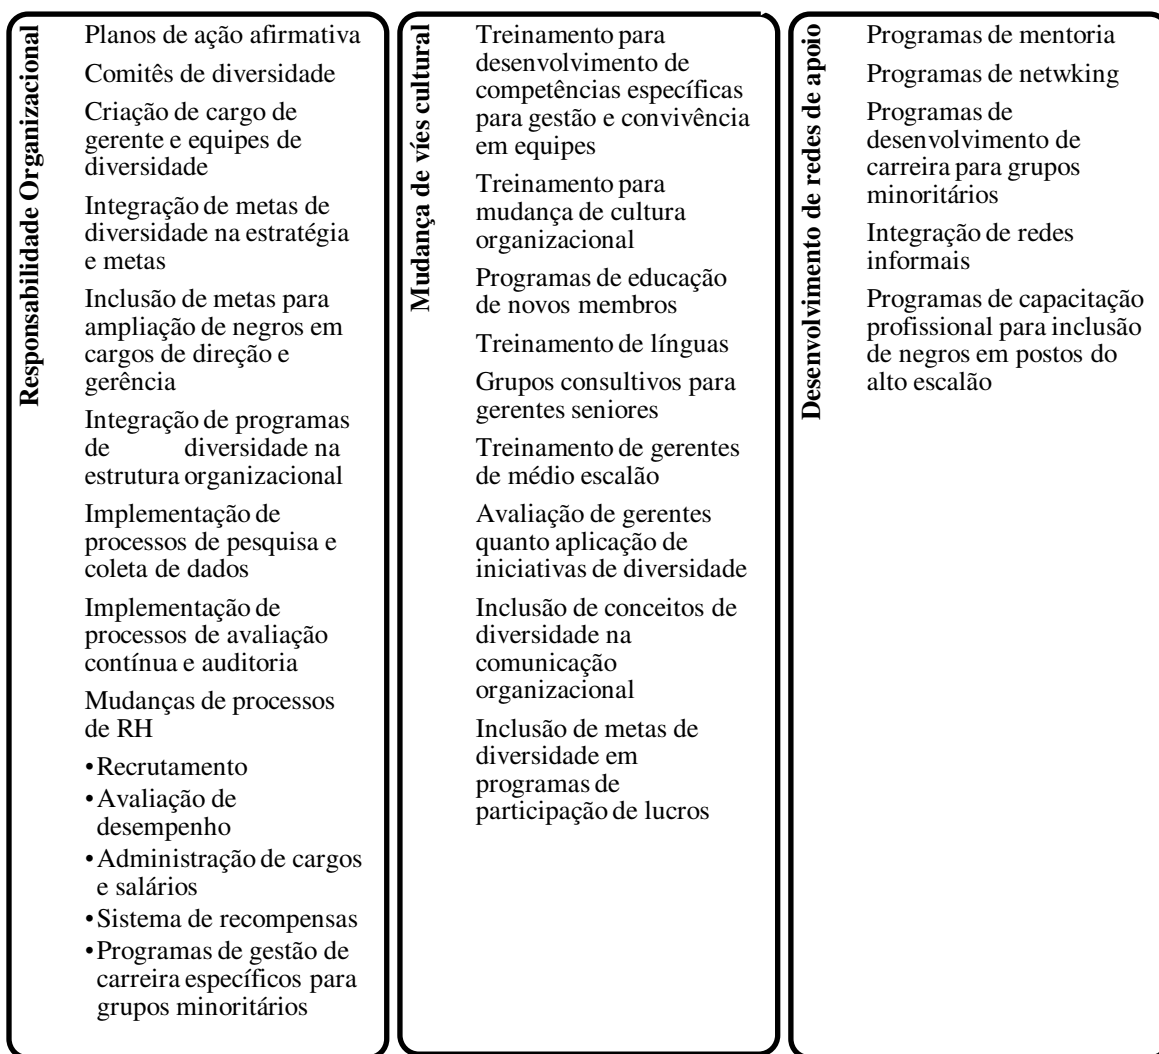 Responsabilidade Organizacional
Planos de ação afirmativa
Comitês de diversidade
Criação de cargo de
gerente e equipes de
diversidade
Integração de metas de
diversidade na estratégia
e metas
Inclusão de metas para
ampliação de negros em
cargos de direção e
gerência
Integração de programas
de diversidade na
estrutura organizacional
Implementação de
processos de pesquisa e
coleta de dados
Implementação de
processos de avaliação
contínua e auditoria
Mudanças de processos
de RH
•Recrutamento
•Avaliação de
desempenho
•Administração de cargos
e salários
•Sistema de recompensas
•Programas de gestão de
carreira específicos para
grupos minoritários
Mudança de víes cultural
Treinamento para
desenvolvimento de
competências específicas
para gestão e convivência
em equipes
Treinamento para
mudança de cultura
organizacional
Programas de educação
de novos membros
Treinamento de línguas
Grupos consultivos para
gerentes seniores
Treinamento de gerentes
de médio escalão
Avaliação de gerentes
quanto aplicação de
iniciativas de diversidade
Inclusão de conceitos de
diversidade na
comunicação
organizacional
Inclusão de metas de
diversidade em
programas de
participação de lucros
Desenvolvimento de redes de apoio
Programas de mentoria
Programas de netwking
Programas de
desenvolvimento de
carreira para grupos
minoritários
Integração de redes
informais
Programas de capacitação
profissional para inclusão
de negros em postos do
alto escalão